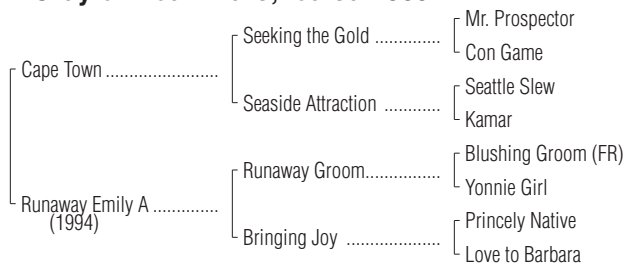 Seeking the Gold .............
Mr. Prospector
Con Game
Cape Town .......................
Seaside Attraction ............
Seattle Slew
Kamar
Runaway Groom................
Blushing Groom (FR)
Yonnie Girl
Runaway Emily A ..............
(1994)
Bringing Joy ....................
Princely Native
Love to Barbara